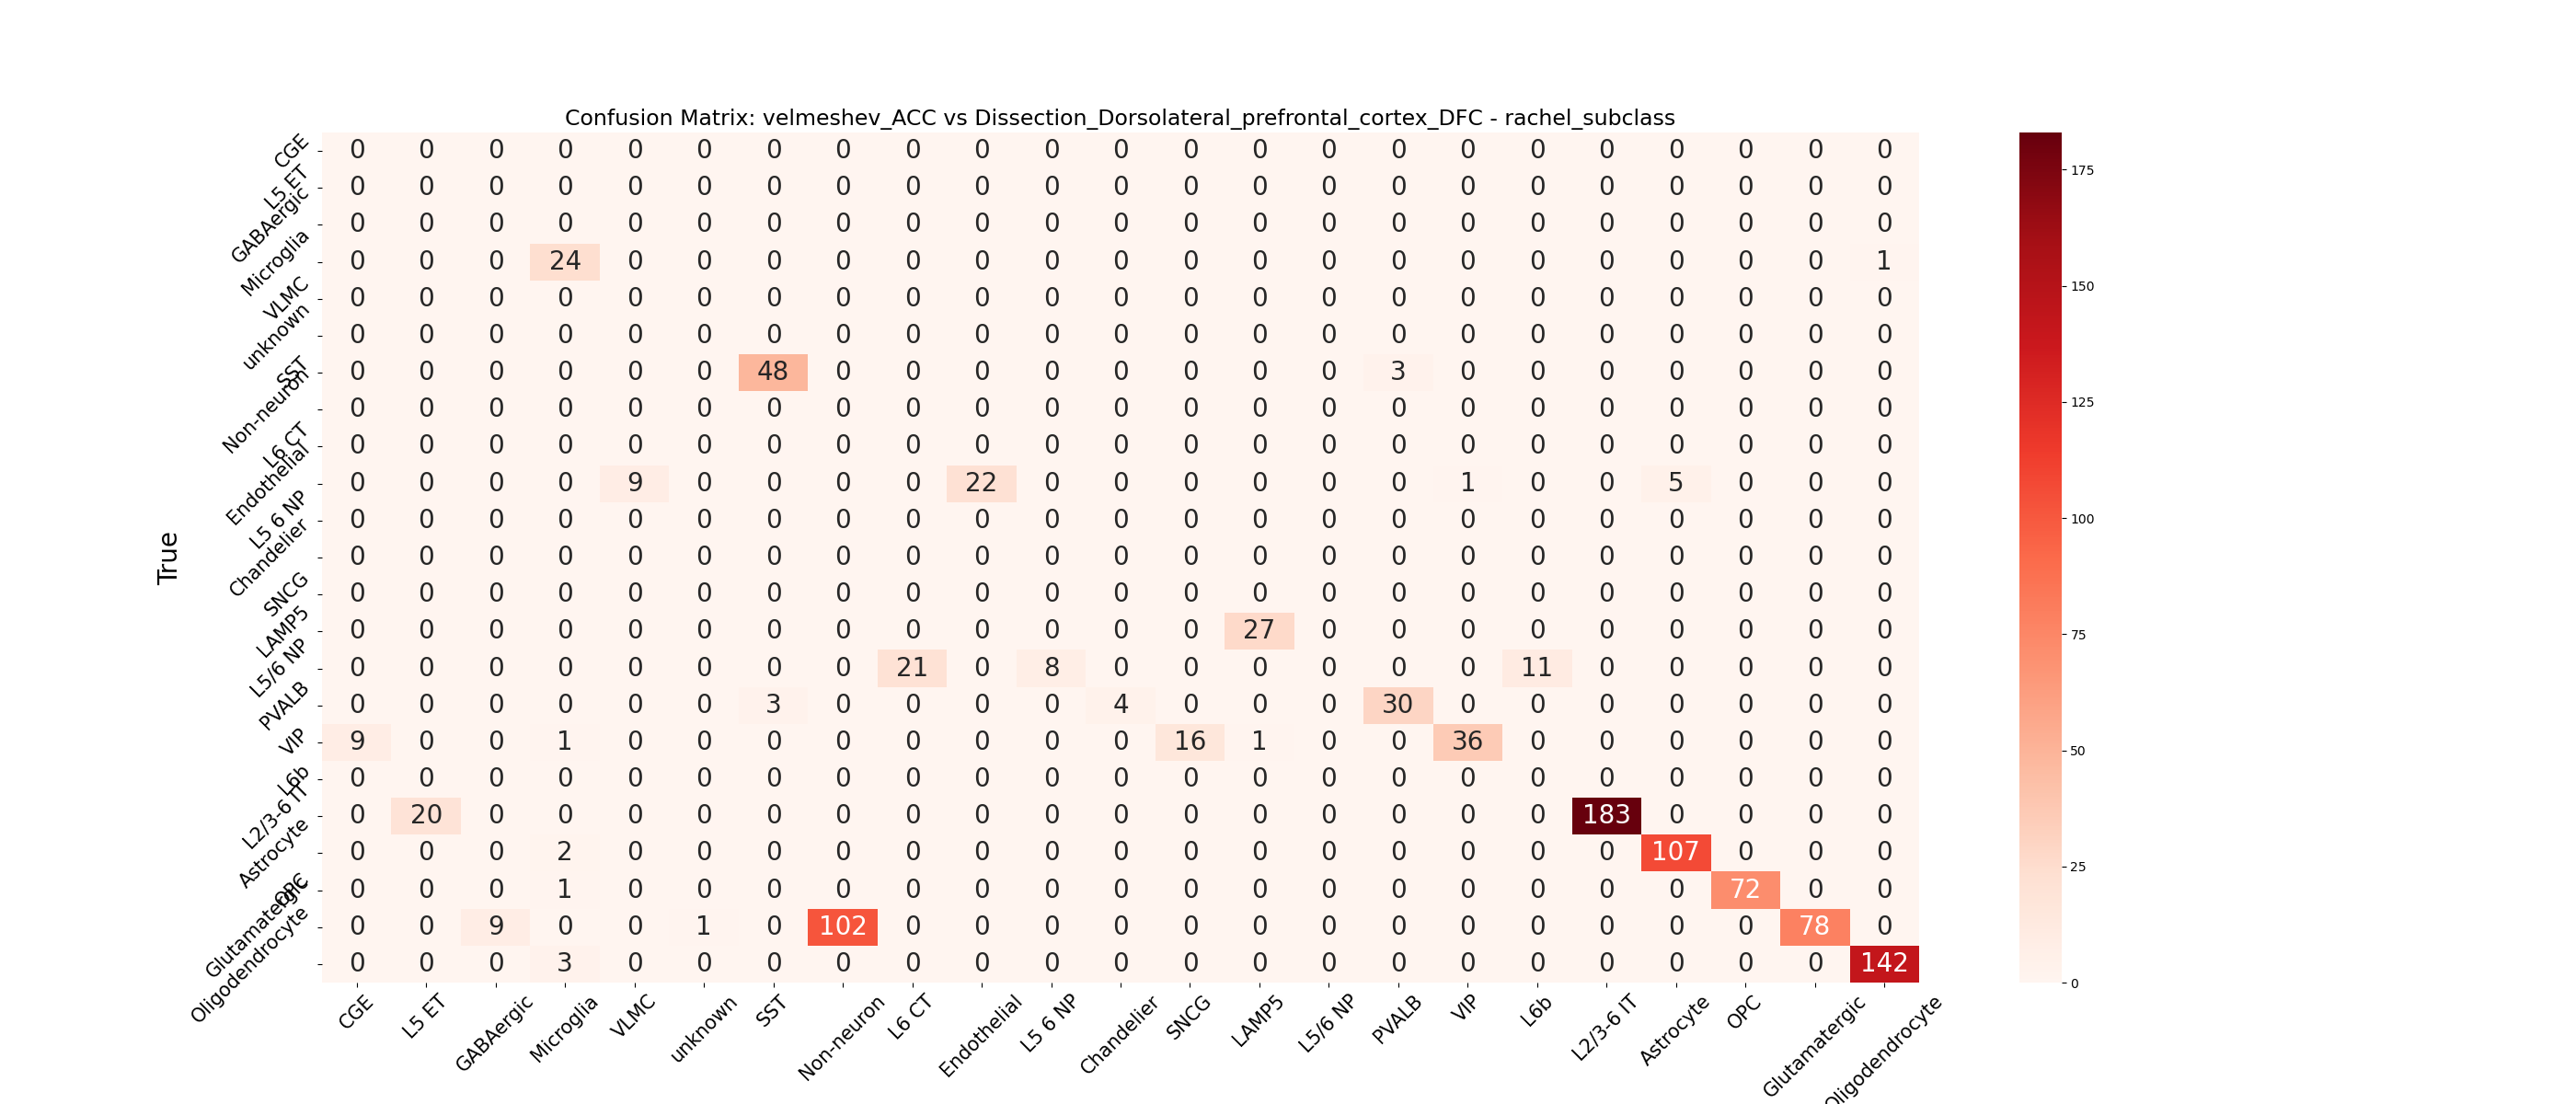 Confusion Matrix: velmeshev_ACC vs Dissection_Dorsolateral_prefrontal_cortex_DFC - rachel_subclass
True
CGE 0 0 0 0 0 0 0 0 0 0 0 0 0 0 0 0 0 0 0 0 0 0 0
L5 ET 0 0 0 0 0 0 0 0 0 0 0 0 0 0 0 0 0 0 0 0 0 0 0
GABAergic 0 0 0 0 0 0 0 0 0 0 0 0 0 0 0 0 0 0 0 0 0 0 0
Microglia 0 0 0 24 0 0 0 0 0 0 0 0 0 0 0 0 0 0 0 0 0 0 1
VLMC 0 0 0 0 0 0 0 0 0 0 0 0 0 0 0 0 0 0 0 0 0 0 0
unknown 0 0 0 0 0 0 0 0 0 0 0 0 0 0 0 0 0 0 0 0 0 0 0
SST 0 0 0 0 0 0 48 0 0 0 0 0 0 0 0 3 0 0 0 0 0 0 0
Non-neuron 0 0 0 0 0 0 0 0 0 0 0 0 0 0 0 0 0 0 0 0 0 0 0
L6 CT 0 0 0 0 0 0 0 0 0 0 0 0 0 0 0 0 0 0 0 0 0 0 0
Endothelial 0 0 0 0 9 0 0 0 0 22 0 0 0 0 0 0 1 0 0 5 0 0 0
L5 6 NP 0 0 0 0 0 0 0 0 0 0 0 0 0 0 0 0 0 0 0 0 0 0 0
Chandelier 0 0 0 0 0 0 0 0 0 0 0 0 0 0 0 0 0 0 0 0 0 0 0
SNCG 0 0 0 0 0 0 0 0 0 0 0 0 0 0 0 0 0 0 0 0 0 0 0
LAMP5 0 0 0 0 0 0 0 0 0 0 0 0 0 27 0 0 0 0 0 0 0 0 0
L5/6 NP 0 0 0 0 0 0 0 0 21 0 8 0 0 0 0 0 0 11 0 0 0 0 0
PVALB 0 0 0 0 0 0 3 0 0 0 0 4 0 0 0 30 0 0 0 0 0 0 0
VIP 9 0 0 1 0 0 0 0 0 0 0 0 16 1 0 0 36 0 0 0 0 0 0
L6b 0 0 0 0 0 0 0 0 0 0 0 0 0 0 0 0 0 0 0 0 0 0 0
L2/3-6 IT 0 20 0 0 0 0 0 0 0 0 0 0 0 0 0 0 0 0 183 0 0 0 0
Astrocyte 0 0 0 2 0 0 0 0 0 0 0 0 0 0 0 0 0 0 0 107 0 0 0
OPC 0 0 0 1 0 0 0 0 0 0 0 0 0 0 0 0 0 0 0 0 72 0 0
Glutamatergic 0 0 9 0 0 1 0 102 0 0 0 0 0 0 0 0 0 0 0 0 0 78 0
Oligodendrocyte 0 0 0 3 0 0 0 0 0 0 0 0 0 0 0 0 0 0 0 0 0 0 142
CGE L5 ET GABAergic Microglia VLMC unknown SST Non-neuron L6 CT Endothelial L5 6 NP Chandelier SNCG LAMP5 L5/6 NP PVALB VIP L6b L2/3-6 IT Astrocyte OPC Glutamatergic Oligodendrocyte
175
150
125
100
75
50
25
0